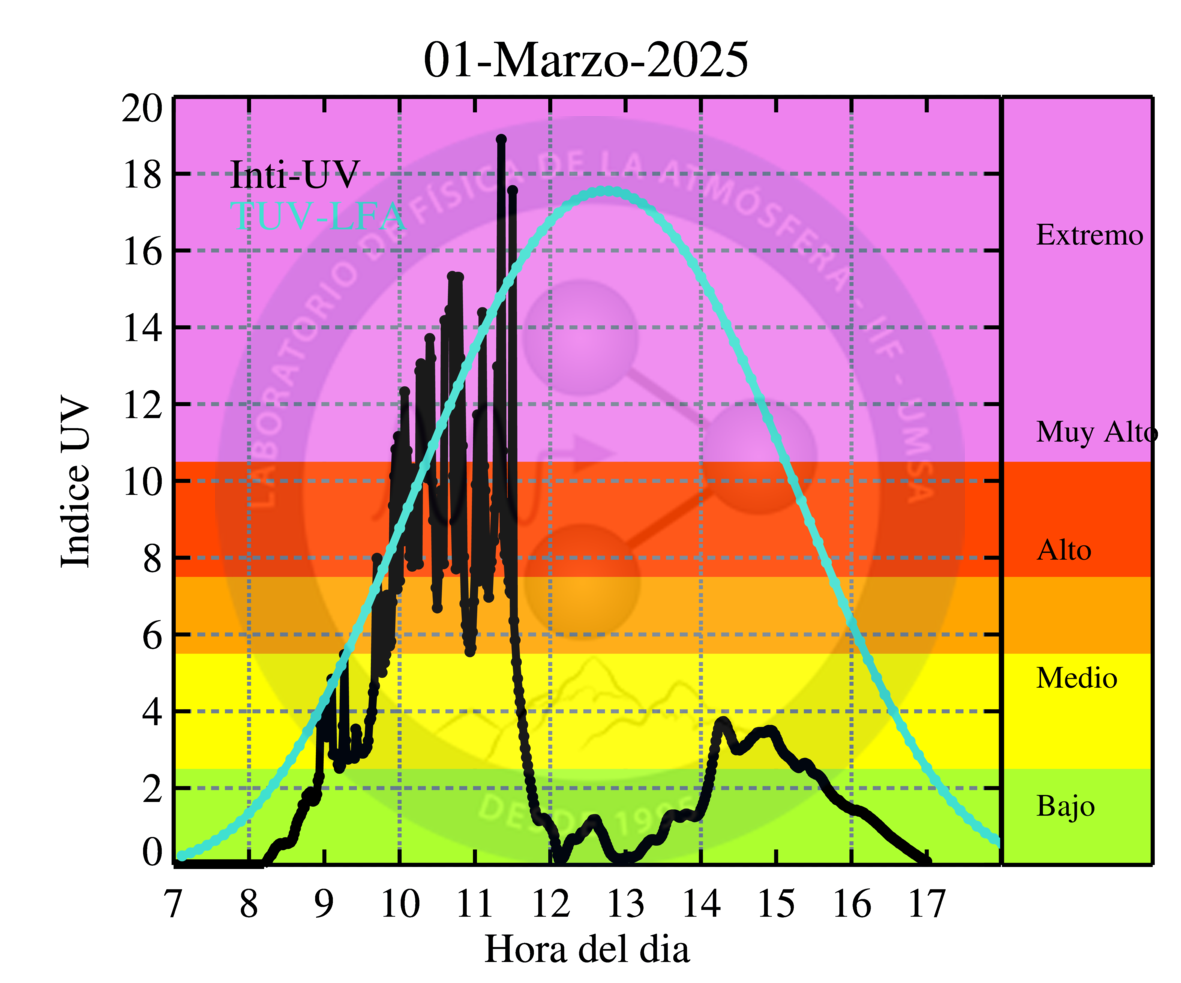 01-Marzo-2025
20
18
16
14
12
10
8
6
4
2
0
Indice UV
Inti-UV
TUV-LFA
LABORATORIO DE FÍSICA DE LA ATMÓSFERA - IIF - UMSA
Extremo
Muy Alto
Alto
Medio
Bajo
DESDE
7 8 9 10 11 12 13 14 15 16 17
Hora del dia